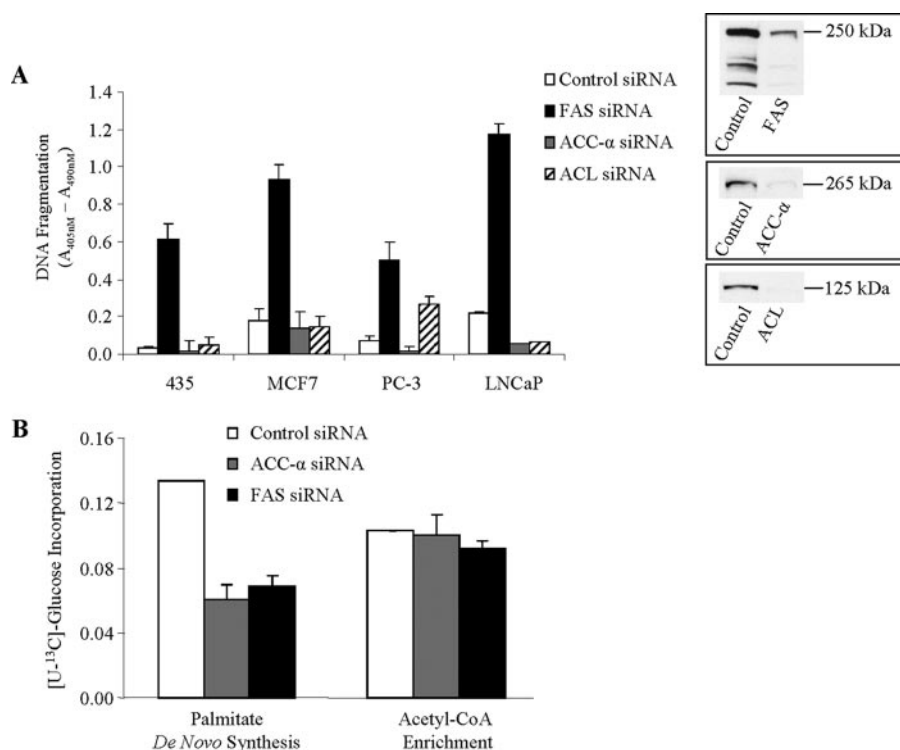 A
DNA Fragmentation
(A405nM – A490nM)
1.4
1.2
1.0
0.8
0.6
0.4
0.2
0.0
435
MCF7
PC-3
LNCaP
Control siRNA
FAS siRNA
ACC-α siRNA
ACL siRNA
250 kDa
Control
FAS
265 kDa
Control
ACC-α
125 kDa
Control
ACL
B
[U-¹³C]-Glucose Incorporation
0.16
0.12
0.08
0.04
0.00
Control siRNA
ACC-α siRNA
FAS siRNA
Palmitate
De Novo Synthesis
Acetyl-CoA
Enrichment